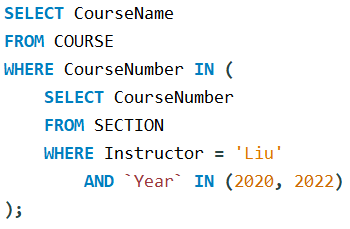 SELECT CourseName
FROM COURSE
WHERE CourseNumber IN (
    SELECT CourseNumber
    FROM SECTION
    WHERE Instructor = 'Liu'
        AND `Year` IN (2020, 2022)
);